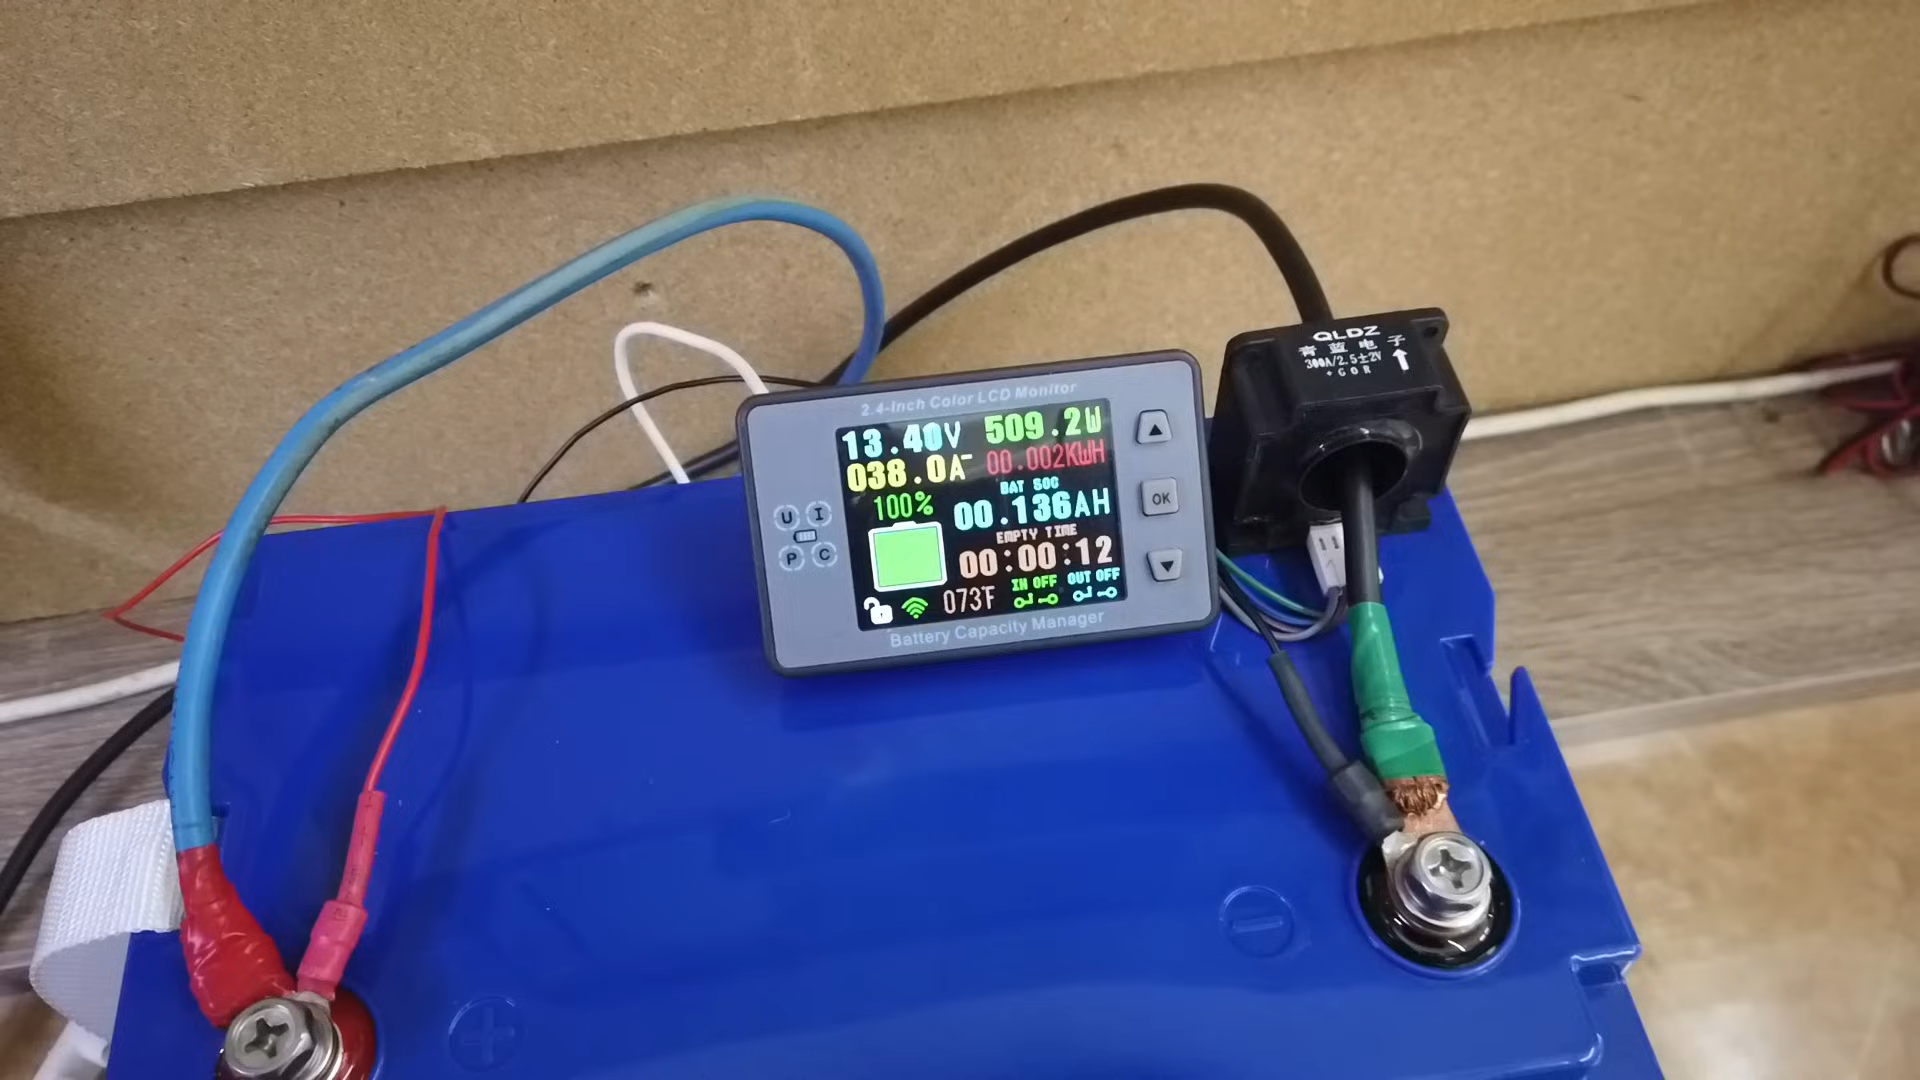 QLDZ
青蓝电子
300A/2.5±2V
+ G O R
2.4-Inch Color LCD Monitor
13.40V 509.2W
038.0A- 00.002KWH
BAT SOC
100% 00.136AH
EMPTY TIME
00:00:12
IN OFF OUT OFF
073°F
U I
P C
OK
Battery Capacity Manager